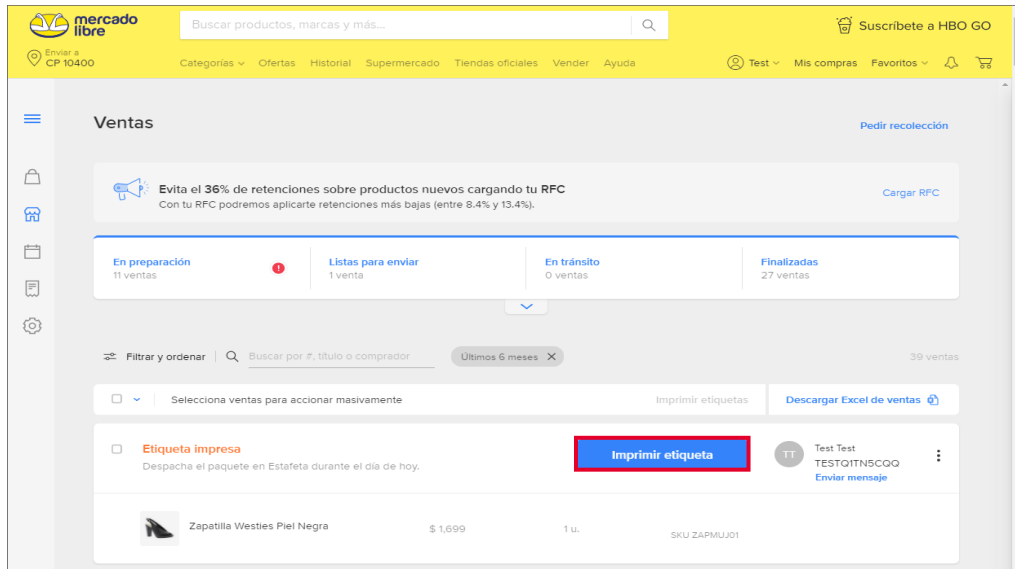 mercado
libre
Buscar productos, marcas y más...
Suscríbete a HBO GO
Enviar a
CP 10400
Categorías Ofertas Historial Supermercado Tiendas oficiales Vender Ayuda
Test Mis compras Favoritos
Ventas
Pedir recolección
Evita el 36% de retenciones sobre productos nuevos cargando tu RFC
Con tu RFC podremos aplicarte retenciones más bajas (entre 8.4% y 13.4%).
Cargar RFC
En preparación
11 ventas
Listas para enviar
1 venta
En tránsito
0 ventas
Finalizadas
27 ventas
Filtrar y ordenar
Buscar por #, título o comprador
Últimos 6 meses X
39 ventas
Selecciona ventas para accionar masivamente
Imprimir etiquetas
Descargar Excel de ventas
Etiqueta impresa
Despacha el paquete en Estafeta durante el día de hoy.
Imprimir etiqueta
TT
Test Test
TESTQ1TN5CQQ
Enviar mensaje
Zapatilla Westies Piel Negra
$ 1,699
1 u.
SKU ZAPMUJ01